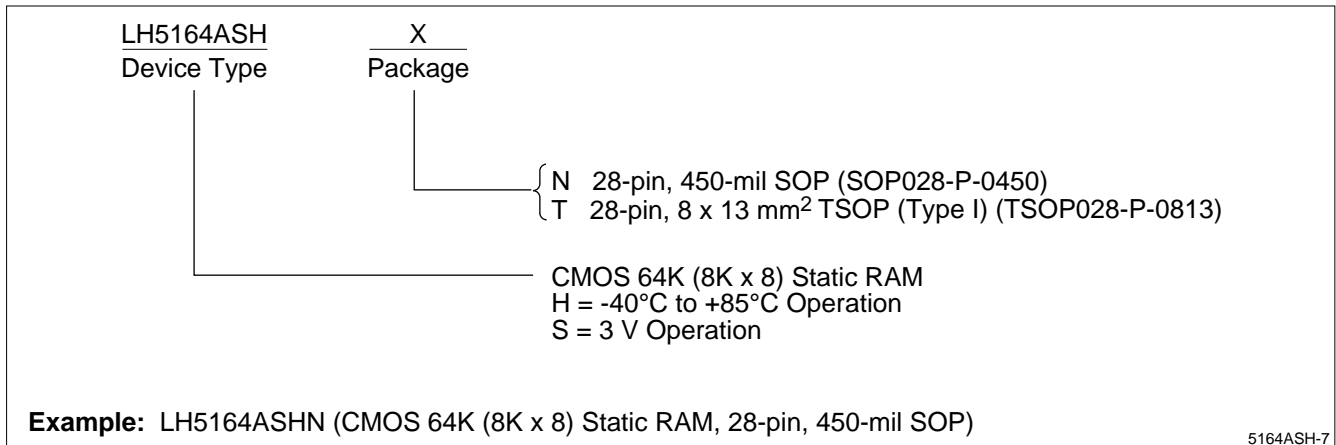 LH5164ASH X
Device Type Package
N 28-pin, 450-mil SOP (SOP028-P-0450)
T 28-pin, 8 x 13 mm² TSOP (Type I) (TSOP028-P-0813)
CMOS 64K (8K x 8) Static RAM
H = -40°C to +85°C Operation
S = 3 V Operation
Example: LH5164ASHN (CMOS 64K (8K x 8) Static RAM, 28-pin, 450-mil SOP)
5164ASH-7